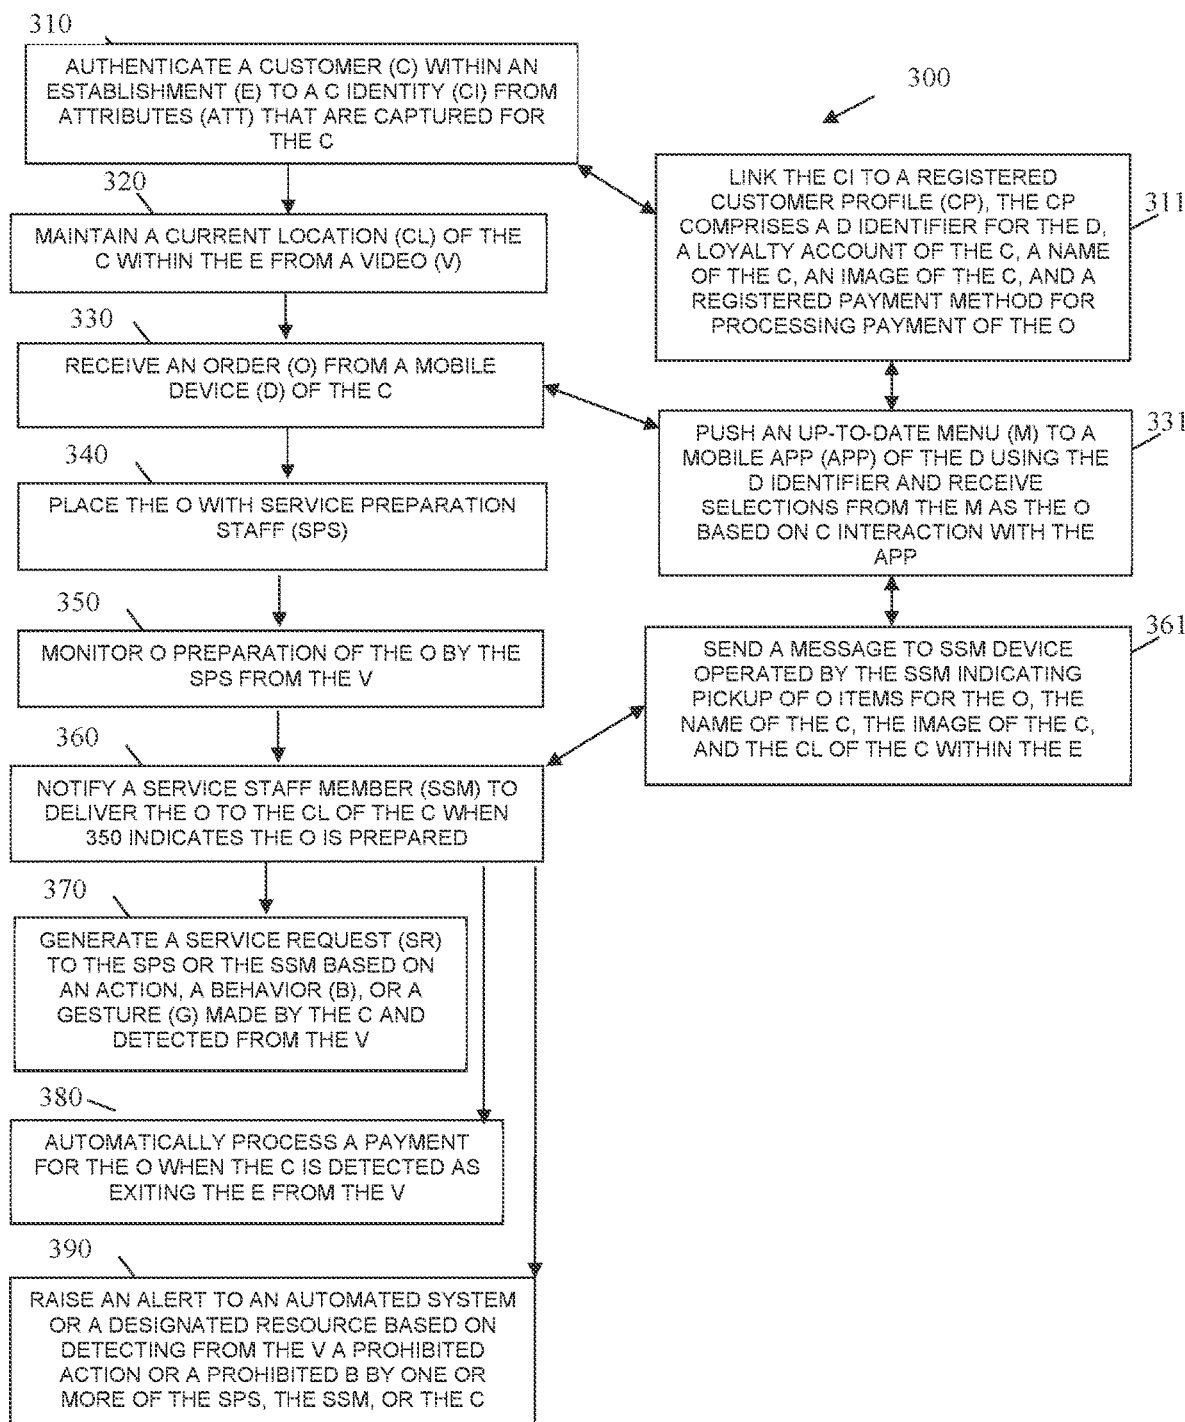 310
AUTHENTICATE A CUSTOMER (C) WITHIN AN
ESTABLISHMENT (E) TO A C IDENTITY (CI) FROM
ATTRIBUTES (ATT) THAT ARE CAPTURED FOR
THE C
300
320
MAINTAIN A CURRENT LOCATION (CL) OF THE
C WITHIN THE E FROM A VIDEO (V)
LINK THE CI TO A REGISTERED
CUSTOMER PROFILE (CP), THE CP
COMPRISES A D IDENTIFIER FOR THE D,
A LOYALTY ACCOUNT OF THE C, A NAME
OF THE C, AN IMAGE OF THE C, AND A
REGISTERED PAYMENT METHOD FOR
PROCESSING PAYMENT OF THE O
311
330
RECEIVE AN ORDER (O) FROM A MOBILE
DEVICE (D) OF THE C
PUSH AN UP-TO-DATE MENU (M) TO A
MOBILE APP (APP) OF THE D USING THE
D IDENTIFIER AND RECEIVE
SELECTIONS FROM THE M AS THE O
BASED ON C INTERACTION WITH THE
APP
331
340
PLACE THE O WITH SERVICE PREPARATION
STAFF (SPS)
350
MONITOR O PREPARATION OF THE O BY THE
SPS FROM THE V
SEND A MESSAGE TO SSM DEVICE
OPERATED BY THE SSM INDICATING
PICKUP OF O ITEMS FOR THE O, THE
NAME OF THE C, THE IMAGE OF THE C,
AND THE CL OF THE C WITHIN THE E
361
360
NOTIFY A SERVICE STAFF MEMBER (SSM) TO
DELIVER THE O TO THE CL OF THE C WHEN
350 INDICATES THE O IS PREPARED
370
GENERATE A SERVICE REQUEST (SR)
TO THE SPS OR THE SSM BASED ON
AN ACTION, A BEHAVIOR (B), OR A
GESTURE (G) MADE BY THE C AND
DETECTED FROM THE V
380
AUTOMATICALLY PROCESS A PAYMENT
FOR THE O WHEN THE C IS DETECTED AS
EXITING THE E FROM THE V
390
RAISE AN ALERT TO AN AUTOMATED SYSTEM
OR A DESIGNATED RESOURCE BASED ON
DETECTING FROM THE V A PROHIBITED
ACTION OR A PROHIBITED B BY ONE OR
MORE OF THE SPS, THE SSM, OR THE C